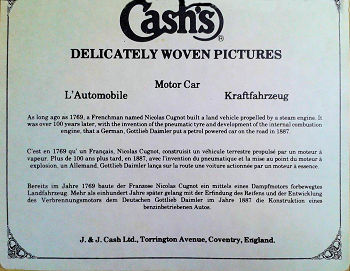 Cash's®
DELICATELY WOVEN PICTURES
Motor Car
L'Automobile Kraftfahrzeug
As long ago as 1769, a Frenchman named Nicolas Cugnot built a land vehicle propelled by a steam engine. It
was over 100 years later, with the invention of the pneumatic tyre and development of the internal combustion
engine, that a German, Gottlieb Daimler put a petrol powered car on the road in 1887.
C'est en 1769 qu' un Français, Nicolas Cugnot, construisit un véhicule terrestre propulsé par un moteur à
vapeur. Plus de 100 ans plus tard, en 1887, avec l'invention du pneumatique et la mise au point du moteur à
explosion, un Allemand, Gottlieb Daimler lança sur la route une voiture actionnée par un moteur à essence.
Bereits im Jahre 1769 baute der Franzose Nicolas Cugnot ein mittels eines Dampfmotors forbewegtes
Landfahrzeug. Mehr als einhundert Jahre später gelang mit der Erfindung des Reifens und der Entwicklung
des Verbrennungsmotors dem Deutschen Gottlieb Daimler im Jahre 1887 die Konstruktion eines
benzinbetriebenen Autos.
J. & J. Cash Ltd., Torrington Avenue, Coventry, England.